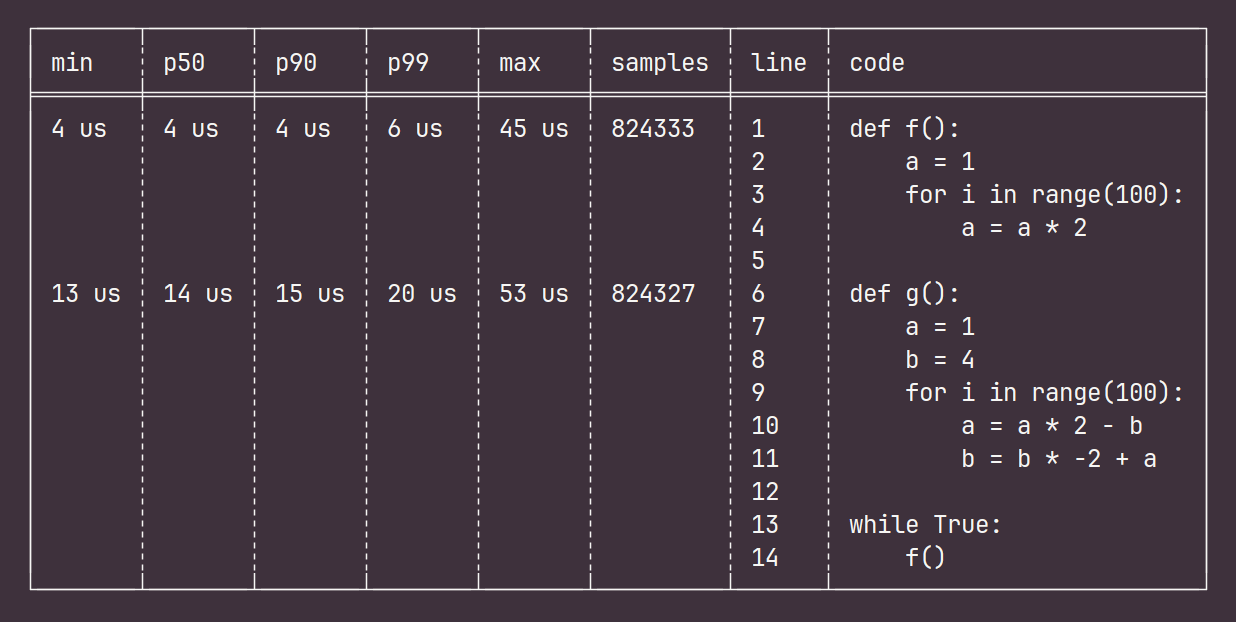 min p50 p90 p99 max samples line code
4 us 4 us 4 us 6 us 45 us 824333 1 def f():
2     a = 1
3     for i in range(100):
4         a = a * 2
5
13 us 14 us 15 us 20 us 53 us 824327 6 def g():
7     a = 1
8     b = 4
9     for i in range(100):
10         a = a * 2 - b
11         b = b * -2 + a
12
13 while True:
14     f()